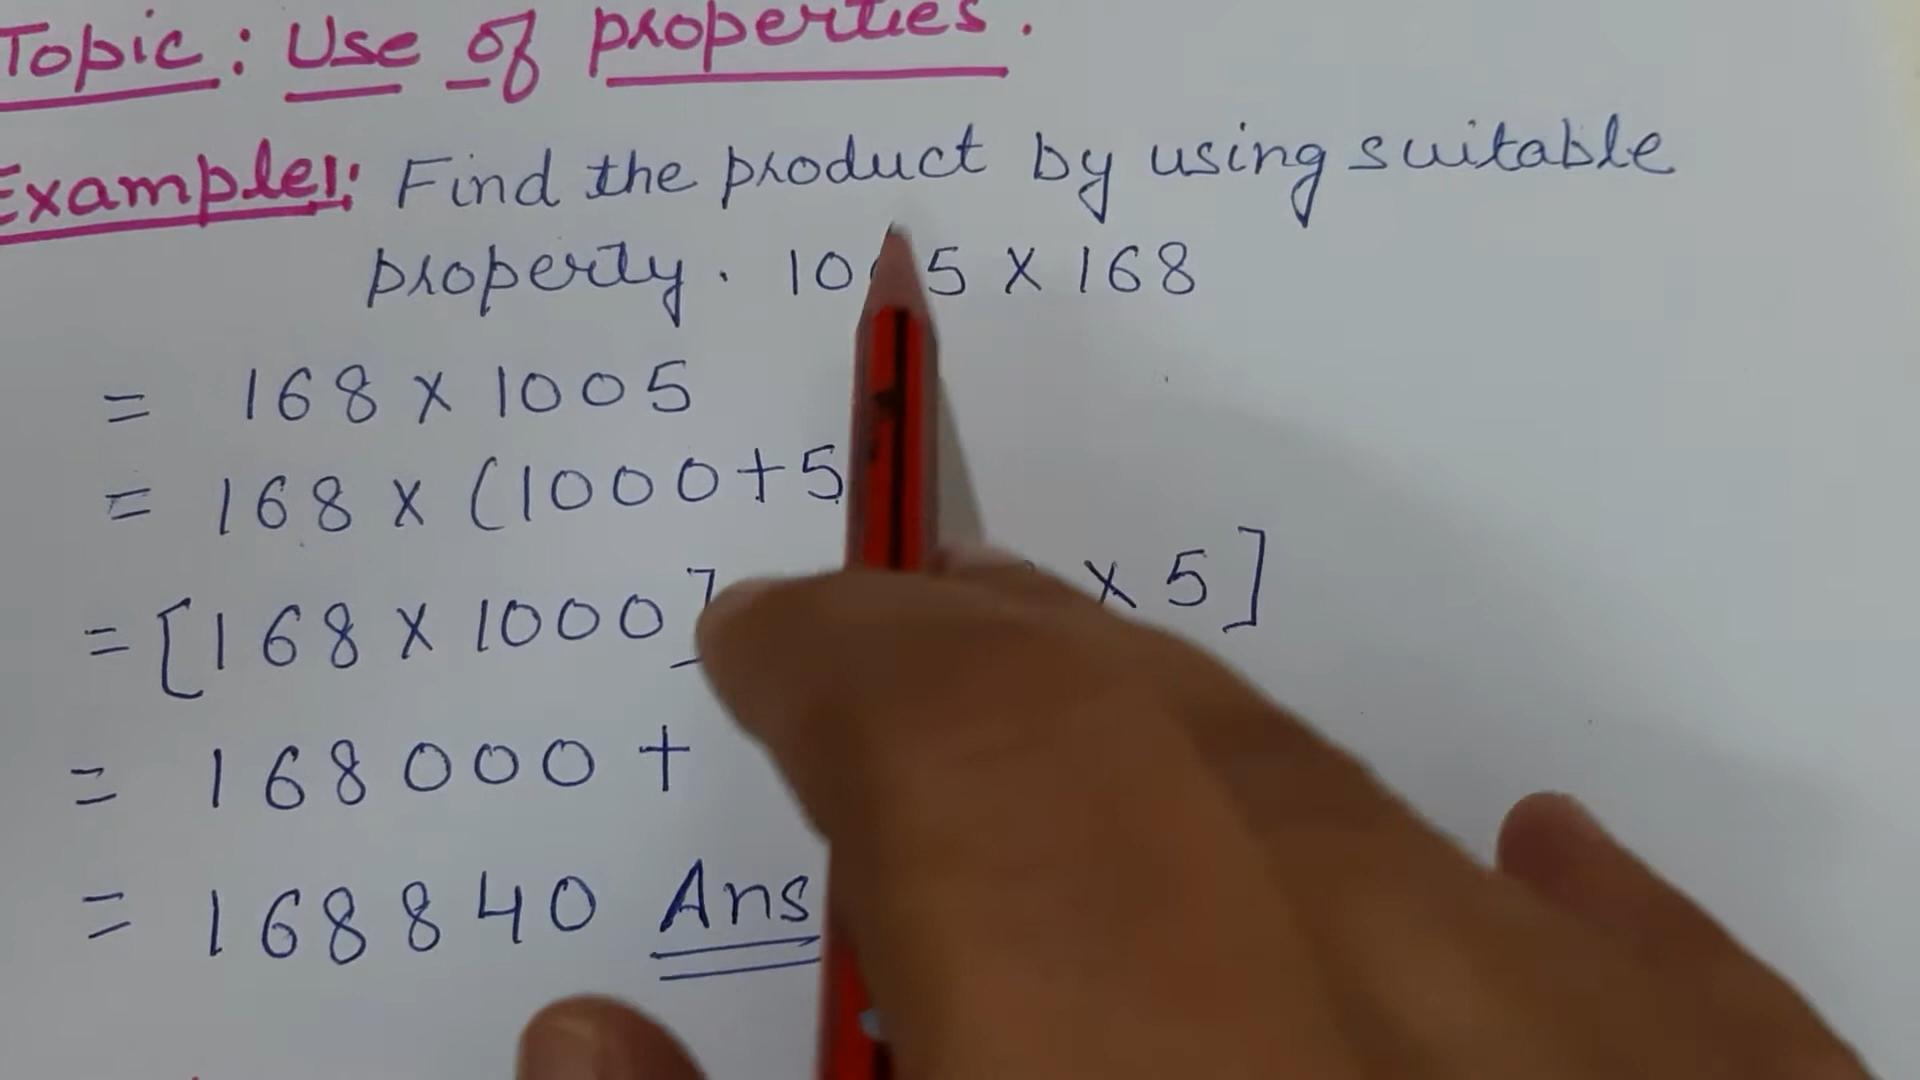 Topic: Use of properties.
Example1: Find the product by using suitable
property. 10 5 × 168
= 168 × 1005
= 168 × (1000+5
= [168 × 1000] × 5]
= 168000 +
= 168840 Ans